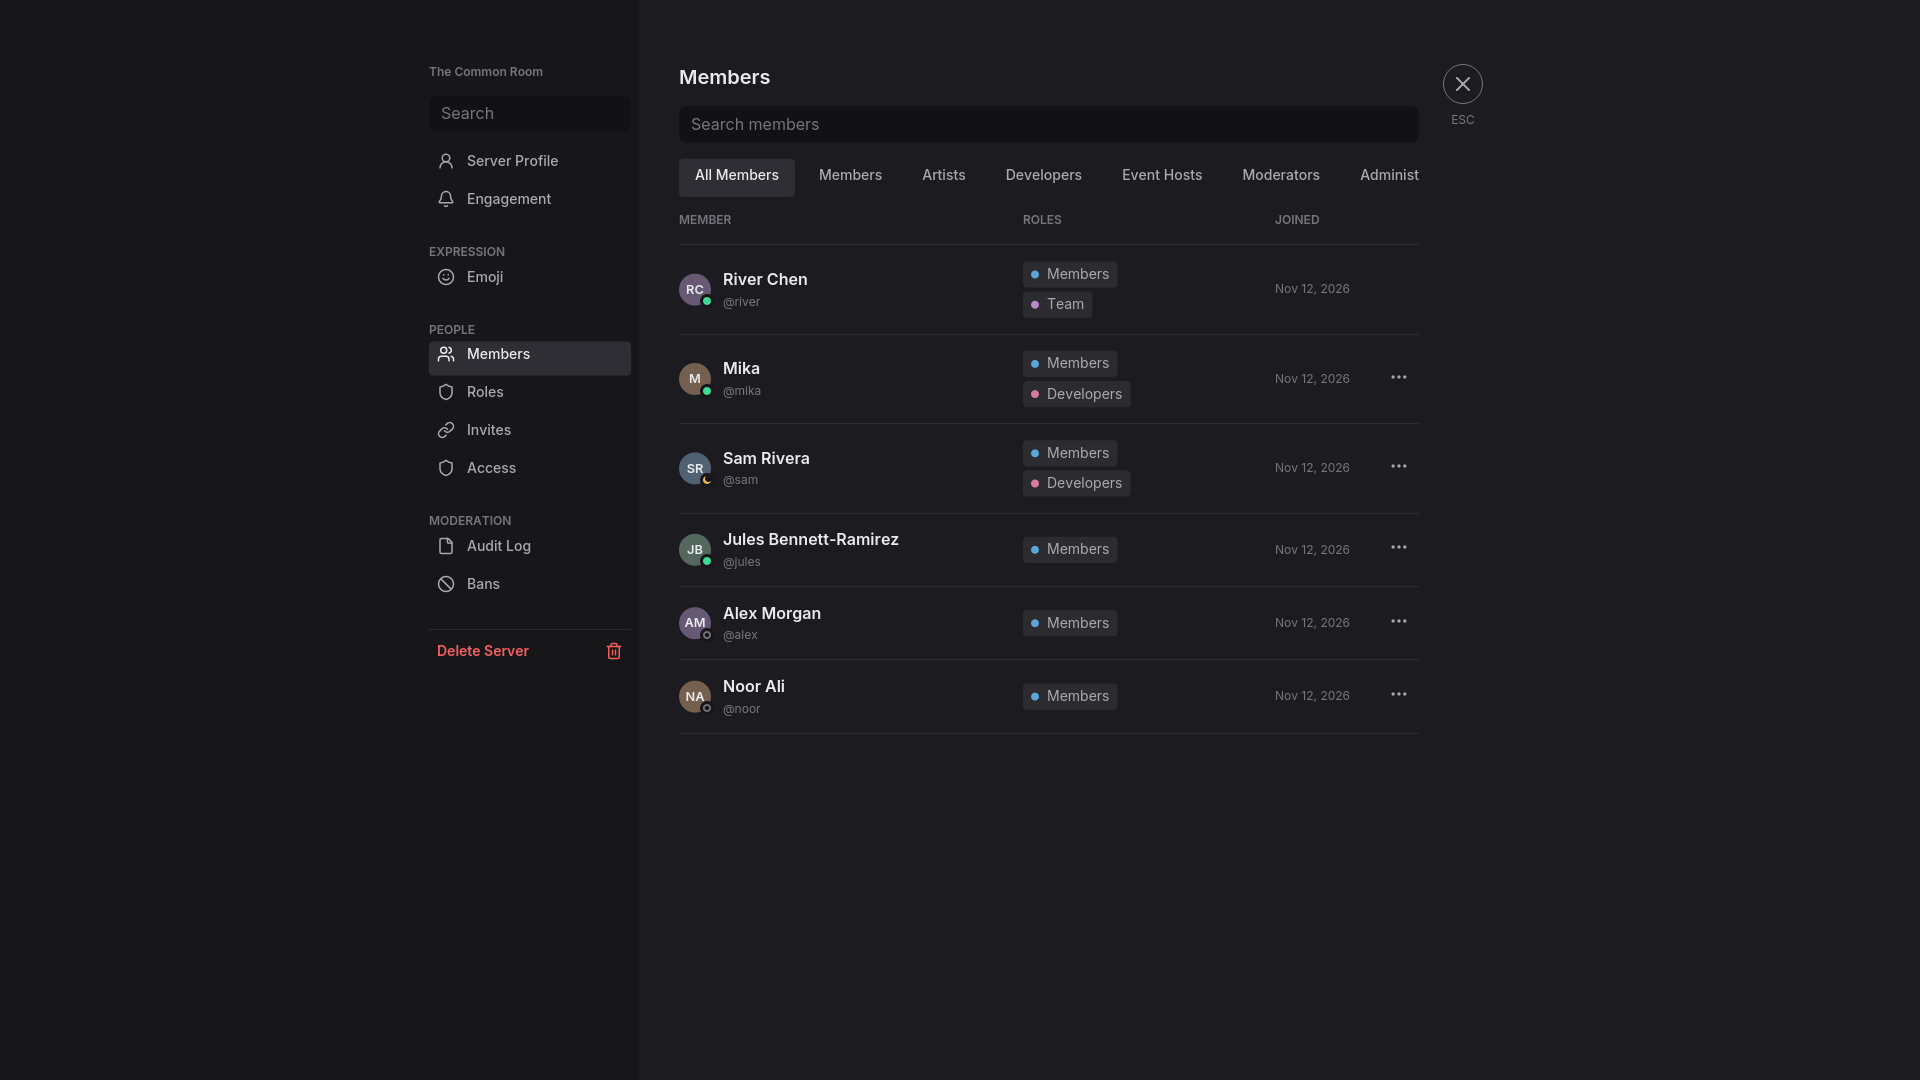 The Common Room
Search
Server Profile
Engagement
EXPRESSION
Emoji
PEOPLE
Members
Roles
Invites
Access
MODERATION
Audit Log
Bans
Delete Server
Members
ESC
Search members
All Members Members Artists Developers Event Hosts Moderators Administ
MEMBER ROLES JOINED
RC River Chen
@river
Members
Team
Nov 12, 2026
M Mika
@mika
Members
Developers
Nov 12, 2026
SR Sam Rivera
@sam
Members
Developers
Nov 12, 2026
JB Jules Bennett-Ramirez
@jules
Members
Nov 12, 2026
AM Alex Morgan
@alex
Members
Nov 12, 2026
NA Noor Ali
@noor
Members
Nov 12, 2026